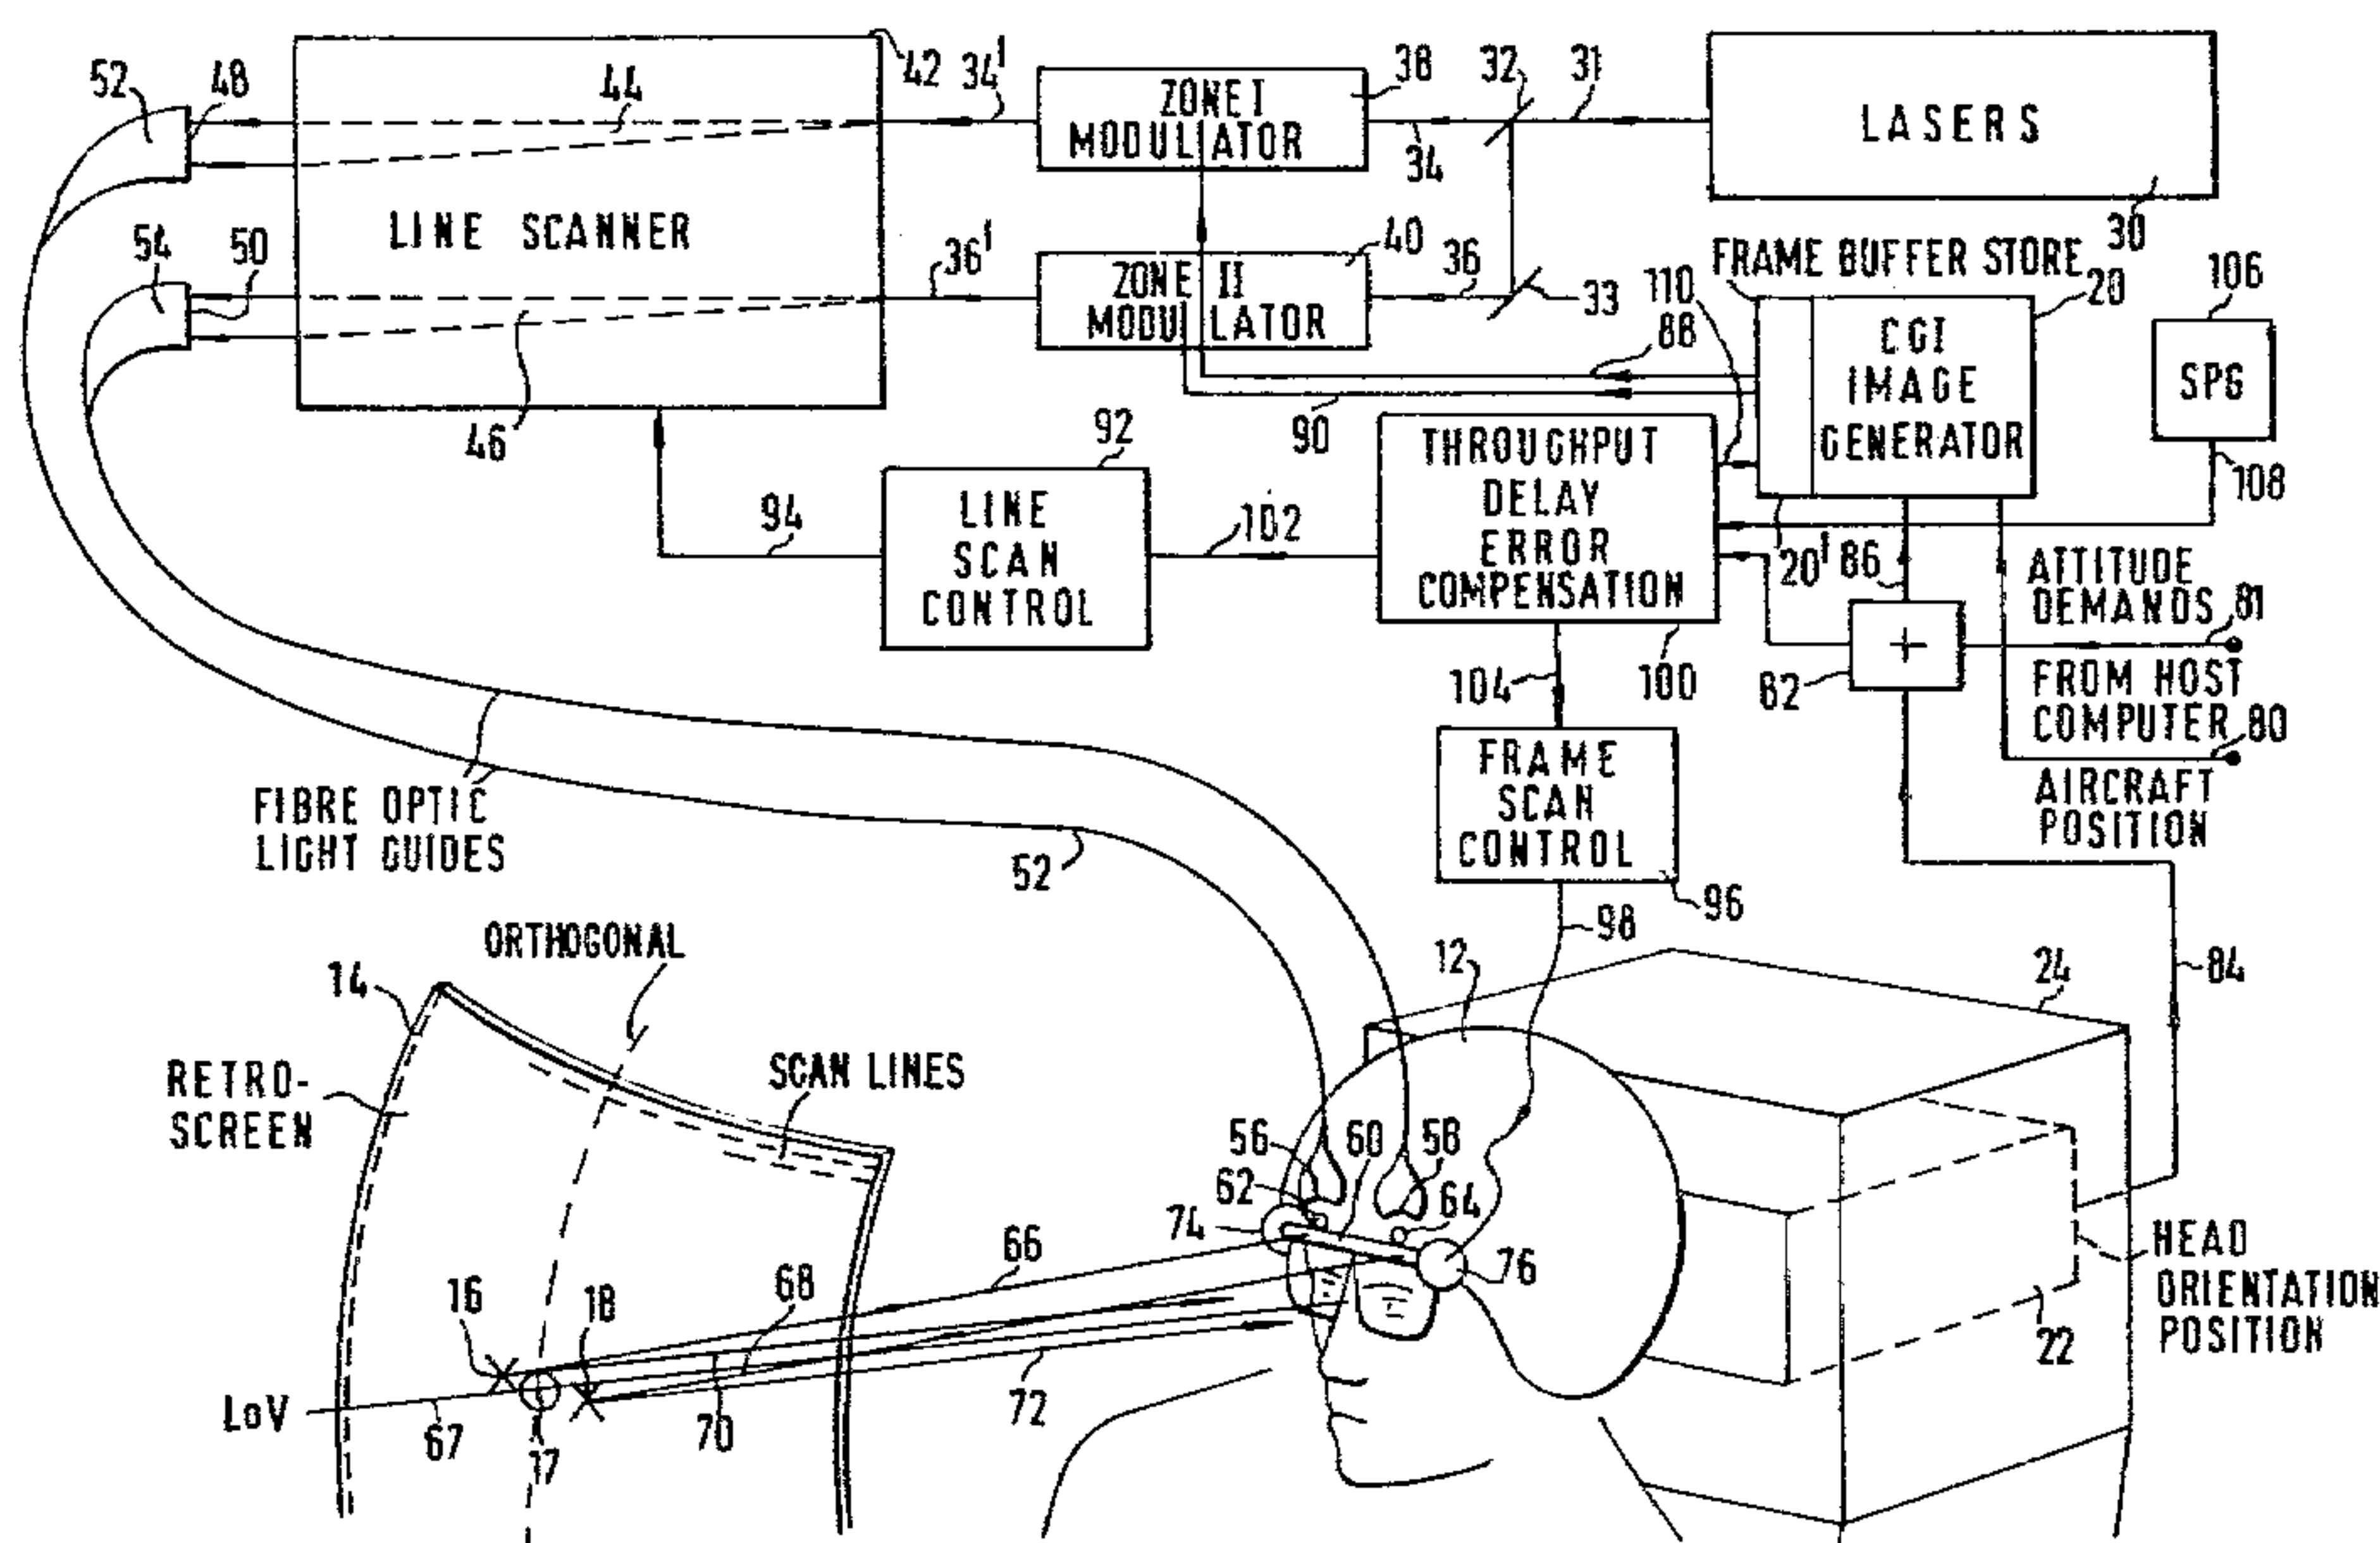 52
48
44
42
34'
ZONE I
MODULATOR
38
32
31
34
LASERS
30
LINE SCANNER
54
50
46
36'
ZONE II
MODULATOR
40
36
33
110
88
90
FRAME BUFFER STORE
20
CGI
IMAGE
GENERATOR
20'
106
SPG
108
94
LINE
SCAN
CONTROL
92
102
THROUGHPUT
DELAY
ERROR
COMPENSATION
100
104
86
82
+
ATTITUDE
DEMANDS
81
FROM HOST
COMPUTER
80
AIRCRAFT
POSITION
FIBRE OPTIC
LIGHT GUIDES
52
FRAME
SCAN
CONTROL
96
98
84
ORTHOGONAL
14
RETRO-
SCREEN
SCAN LINES
12
24
56
60
58
62
64
74
76
66
16
18
68
LoV
67
17
70
72
HEAD
ORIENTATION
POSITION
22